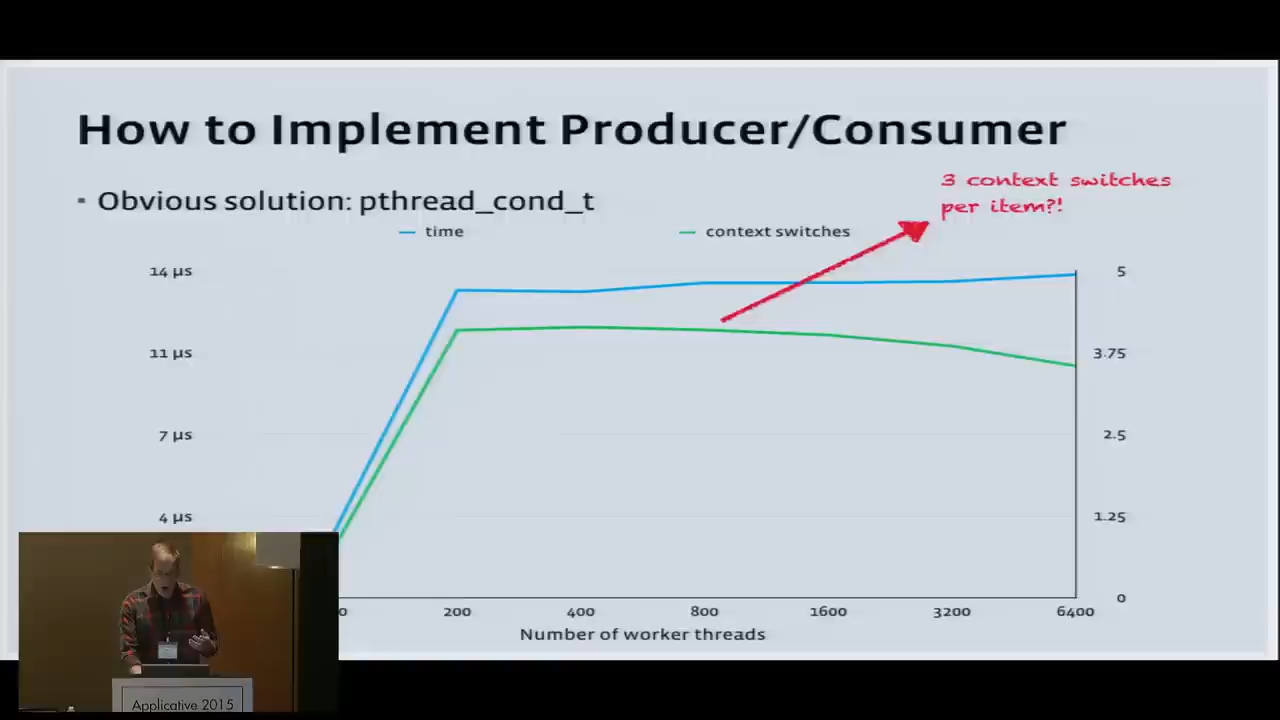 How to Implement Producer/Consumer
3 context switches
per item?!
▪ Obvious solution: pthread_cond_t
time
context switches
14 µs
5
11 µs
3.75
7 µs
2.5
4 µs
1.25
0
0
200
400
800
1600
3200
6400
Number of worker threads
Applicative 2015